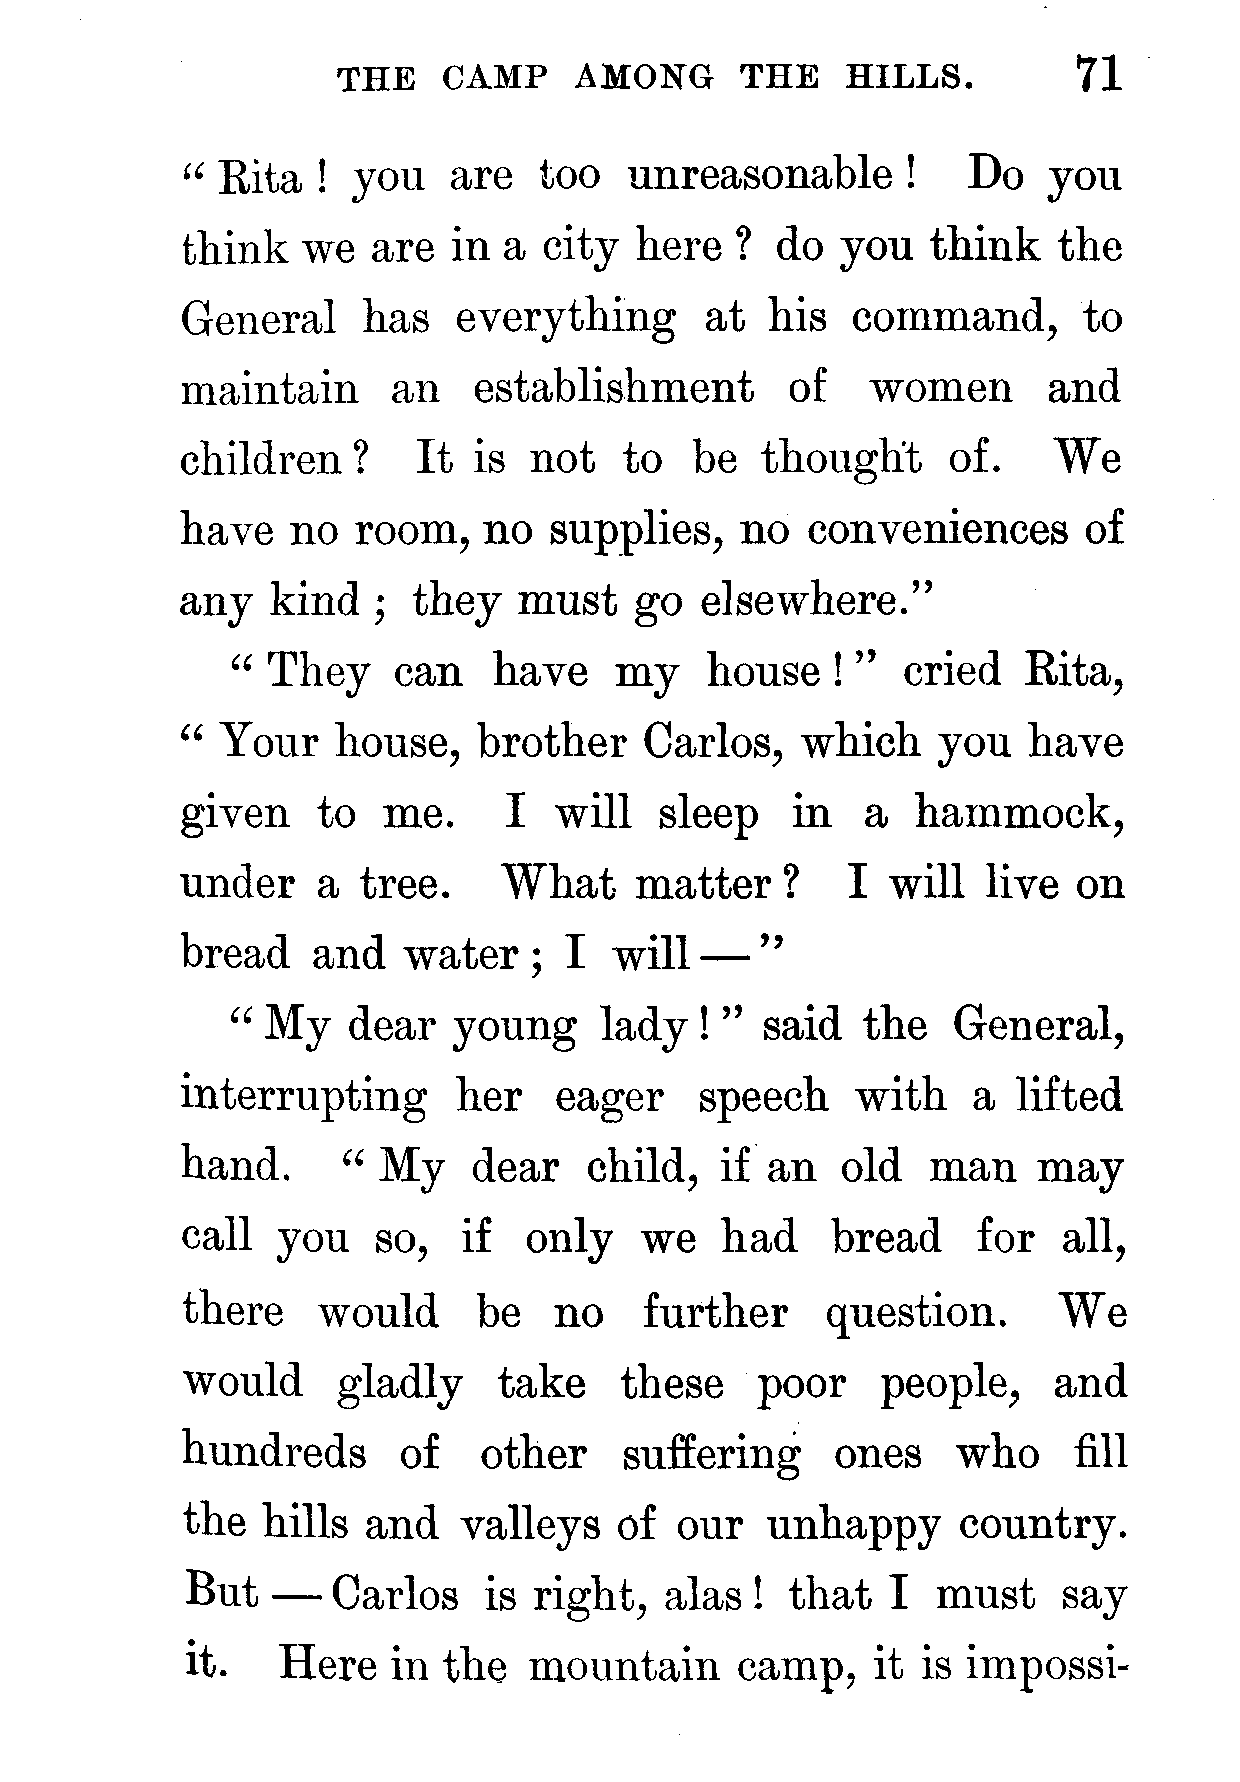 THE CAMP AMONG THE HILLS. 71
“ Rita ! you are too unreasonable ! Do you
think we are in a city here ? do you think the
General has everything at his command, to
maintain an establishment of women and
children ? It is not to be thought of. We
have no room, no supplies, no conveniences of
any kind ; they must go elsewhere.”
“ They can have my house ! ” cried Rita,
“ Your house, brother Carlos, which you have
given to me. I will sleep in a hammock,
under a tree. What matter ? I will live on
bread and water ; I will — ”
“ My dear young lady ! ” said the General,
interrupting her eager speech with a lifted
hand. “ My dear child, if an old man may
call you so, if only we had bread for all,
there would be no further question. We
would gladly take these poor people, and
hundreds of other suffering ones who fill
the hills and valleys of our unhappy country.
But — Carlos is right, alas ! that I must say
it. Here in the mountain camp, it is impossi-